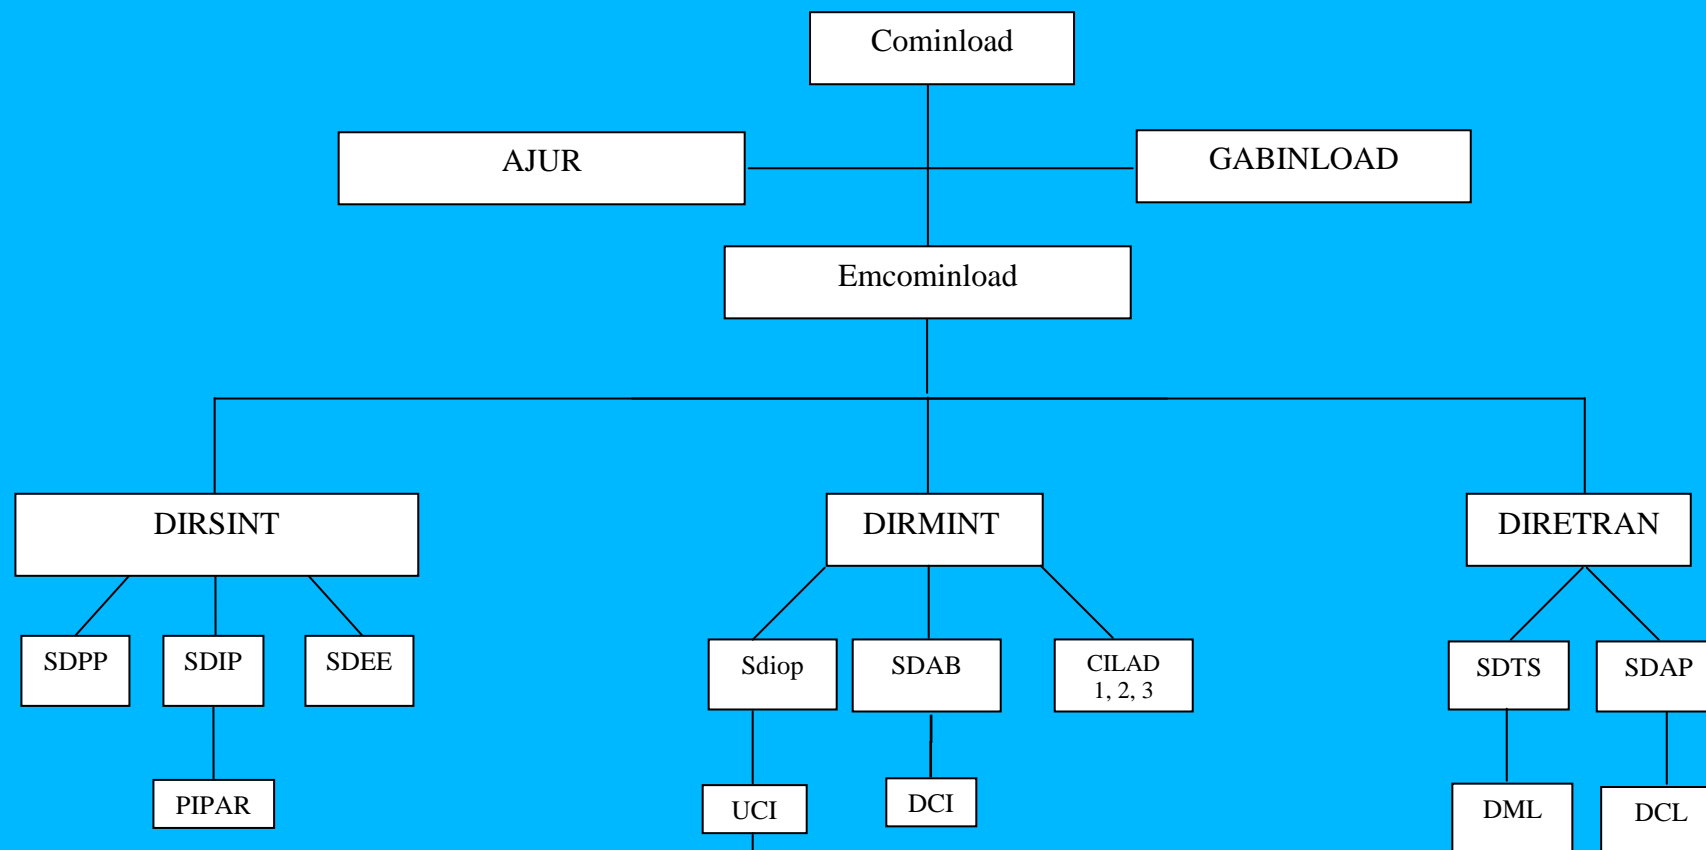 Cominload
AJUR
GABINLOAD
Emcominload
DIRSINT
DIRMINT
DIRETRAN
SDPP
SDIP
SDEE
Sdiop
SDAB
CILAD
1, 2, 3
SDTS
SDAP
PIPAR
UCI
DCI
DML
DCL